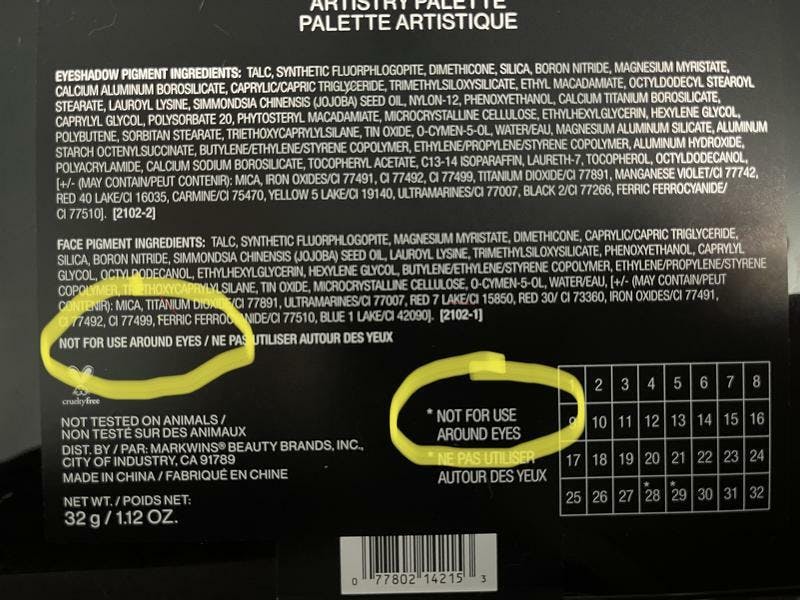 ARTISTRY PALETTE
PALETTE ARTISTIQUE
EYESHADOW PIGMENT INGREDIENTS: TALC, SYNTHETIC FLUORPHLOGOPITE, DIMETHICONE, SILICA, BORON NITRIDE, MAGNESIUM MYRISTATE,
CALCIUM ALUMINUM BOROSILICATE, CAPRYLIC/CAPRIC TRIGLYCERIDE, TRIMETHYLSILOXYSILICATE, ETHYL MACADAMIATE, OCTYLDODECYL STEAROYL
STEARATE, LAUROYL LYSINE, SIMMONDSIA CHINENSIS (JOJOBA) SEED OIL, NYLON-12, PHENOXYETHANOL, CALCIUM TITANIUM BOROSILICATE,
CAPRYLYL GLYCOL, POLYSORBATE 20, PHYTOSTERYL MACADAMIATE, MICROCRYSTALLINE CELLULOSE, ETHYLHEXYLGLYCERIN, HEXYLENE GLYCOL,
POLYBUTENE, SORBITAN STEARATE, TRIETHOXYCAPRYLYLSILANE, TIN OXIDE, O-CYMEN-5-OL, WATER/EAU, MAGNESIUM ALUMINUM SILICATE, ALUMINUM
STARCH OCTENYLSUCCINATE, BUTYLENE/ETHYLENE/STYRENE COPOLYMER, ETHYLENE/PROPYLENE/STYRENE COPOLYMER, ALUMINUM HYDROXIDE,
POLYACRYLAMIDE, CALCIUM SODIUM BOROSILICATE, TOCOPHERYL ACETATE, C13-14 ISOPARAFFIN, LAURETH-7, TOCOPHEROL, OCTYLDODECANOL,
[+/- (MAY CONTAIN/PEUT CONTENIR): MICA, IRON OXIDES/CI 77491, CI 77492, CI 77499, TITANIUM DIOXIDE/CI 77891, MANGANESE VIOLET/CI 77742,
RED 40 LAKE/CI 16035, CARMINE/CI 75470, YELLOW 5 LAKE/CI 19140, ULTRAMARINES/CI 77007, BLACK 2/CI 77266, FERRIC FERROCYANIDE/
CI 77510]. [2102-2]
FACE PIGMENT INGREDIENTS: TALC, SYNTHETIC FLUORPHLOGOPITE, MAGNESIUM MYRISTATE, DIMETHICONE, CAPRYLIC/CAPRIC TRIGLYCERIDE,
SILICA, BORON NITRIDE, SIMMONDSIA CHINENSIS (JOJOBA) SEED OIL, LAUROYL LYSINE, TRIMETHYLSILOXYSILICATE, PHENOXYETHANOL, CAPRYLYL
GLYCOL, OCTYLDODECANOL, ETHYLHEXYLGLYCERIN, HEXYLENE GLYCOL, BUTYLENE/ETHYLENE/STYRENE COPOLYMER, ETHYLENE/PROPYLENE/STYRENE
COPOLYMER, TRIETHOXYCAPRYLYLSILANE, TIN OXIDE, MICROCRYSTALLINE CELLULOSE, O-CYMEN-5-OL, WATER/EAU, [+/- (MAY CONTAIN/PEUT
CONTENIR): MICA, TITANIUM DIOXIDE/CI 77891, ULTRAMARINES/CI 77007, RED 7 LAKE/CI 15850, RED 30/ CI 73360, IRON OXIDES/CI 77491,
CI 77492, CI 77499, FERRIC FERROCYANIDE/CI 77510, BLUE 1 LAKE/CI 42090]. [2102-1]
NOT FOR USE AROUND EYES / NE PAS UTILISER AUTOUR DES YEUX
crueltyfree
NOT TESTED ON ANIMALS /
NON TESTÉ SUR DES ANIMAUX
DIST. BY / PAR: MARKWINS® BEAUTY BRANDS, INC.,
CITY OF INDUSTRY, CA 91789
MADE IN CHINA / FABRIQUÉ EN CHINE
NET WT. / POIDS NET:
32 g / 1.12 OZ.
* NOT FOR USE
AROUND EYES
* NE PAS UTILISER
AUTOUR DES YEUX
1 2 3 4 5 6 7 8
9 10 11 12 13 14 15 16
17 18 19 20 21 22 23 24
25 26 27 *28 *29 30 31 32
0 77802 14215 3